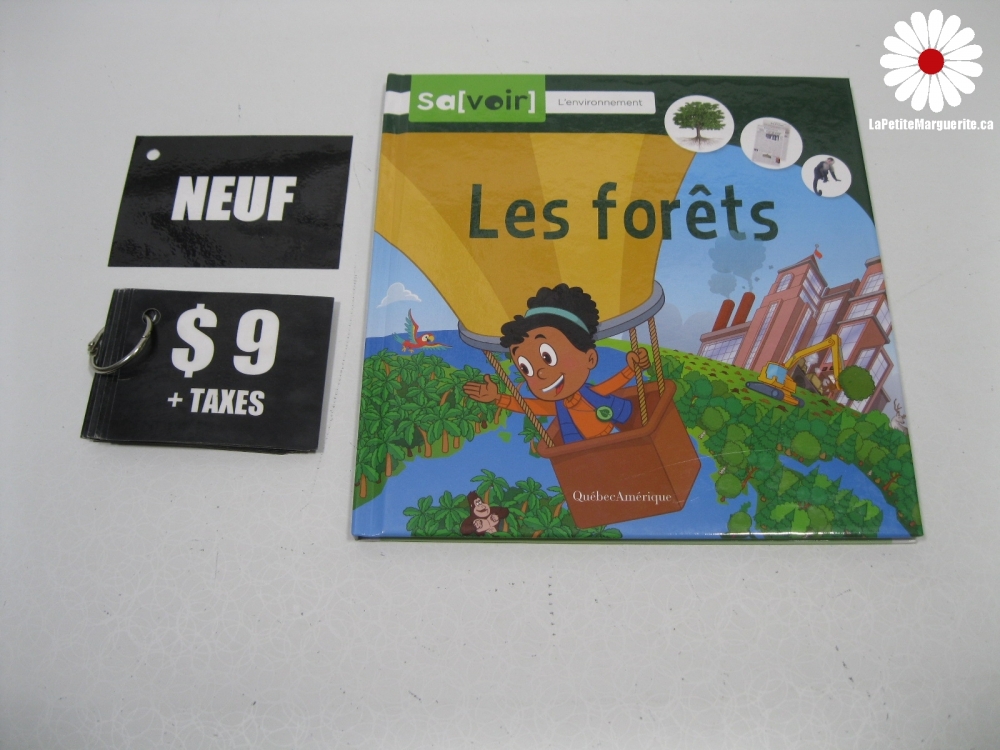 LaPetiteMarguerite.ca
sa[voir]
L'environnement
NEUF
Les forêts
$ 9
+ TAXES
QuébecAmérique